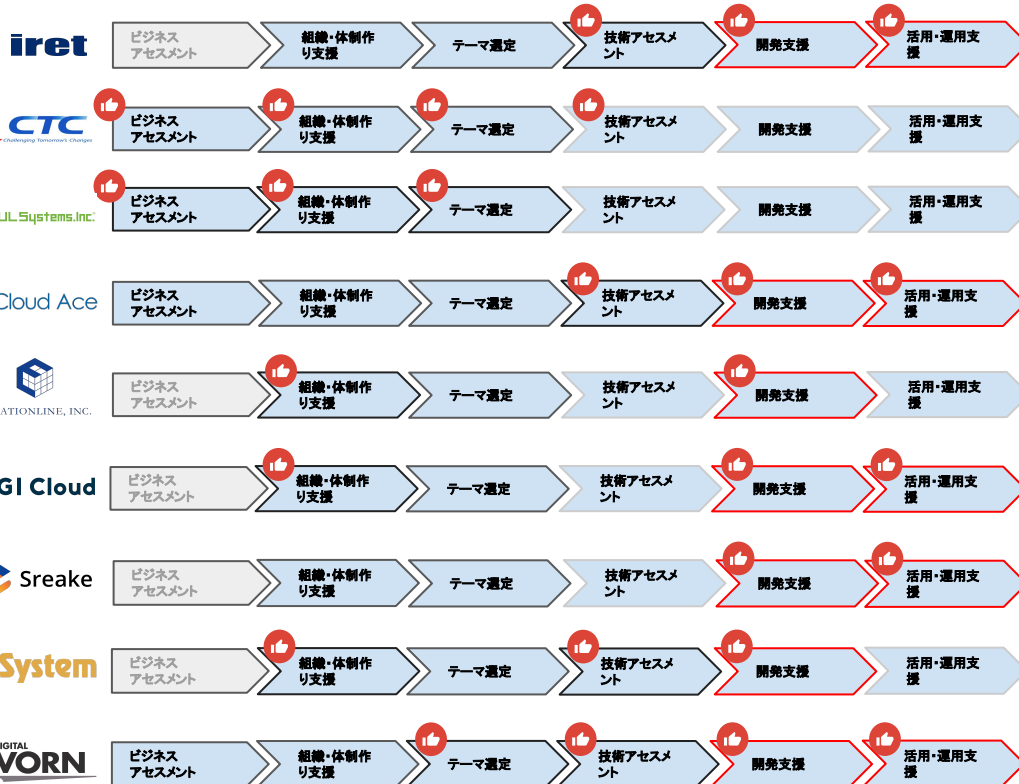 iret
ビジネス
アセスメント
組織・体制作
り支援
テーマ選定
技術アセスメ
ント
開発支援
活用・運用支
援
CTC
Challenging Tomorrow's Changes
ビジネス
アセスメント
組織・体制作
り支援
テーマ選定
技術アセスメ
ント
開発支援
活用・運用支
援
UL Systems.Inc.
ビジネス
アセスメント
組織・体制作
り支援
テーマ選定
技術アセスメ
ント
開発支援
活用・運用支
援
Cloud Ace
ビジネス
アセスメント
組織・体制作
り支援
テーマ選定
技術アセスメ
ント
開発支援
活用・運用支
援
ATIONLINE, INC.
ビジネス
アセスメント
組織・体制作
り支援
テーマ選定
技術アセスメ
ント
開発支援
活用・運用支
援
GI Cloud
ビジネス
アセスメント
組織・体制作
り支援
テーマ選定
技術アセスメ
ント
開発支援
活用・運用支
援
Sreake
ビジネス
アセスメント
組織・体制作
り支援
テーマ選定
技術アセスメ
ント
開発支援
活用・運用支
援
System
ビジネス
アセスメント
組織・体制作
り支援
テーマ選定
技術アセスメ
ント
開発支援
活用・運用支
援
IGITAL
VORN
ビジネス
アセスメント
組織・体制作
り支援
テーマ選定
技術アセスメ
ント
開発支援
活用・運用支
援